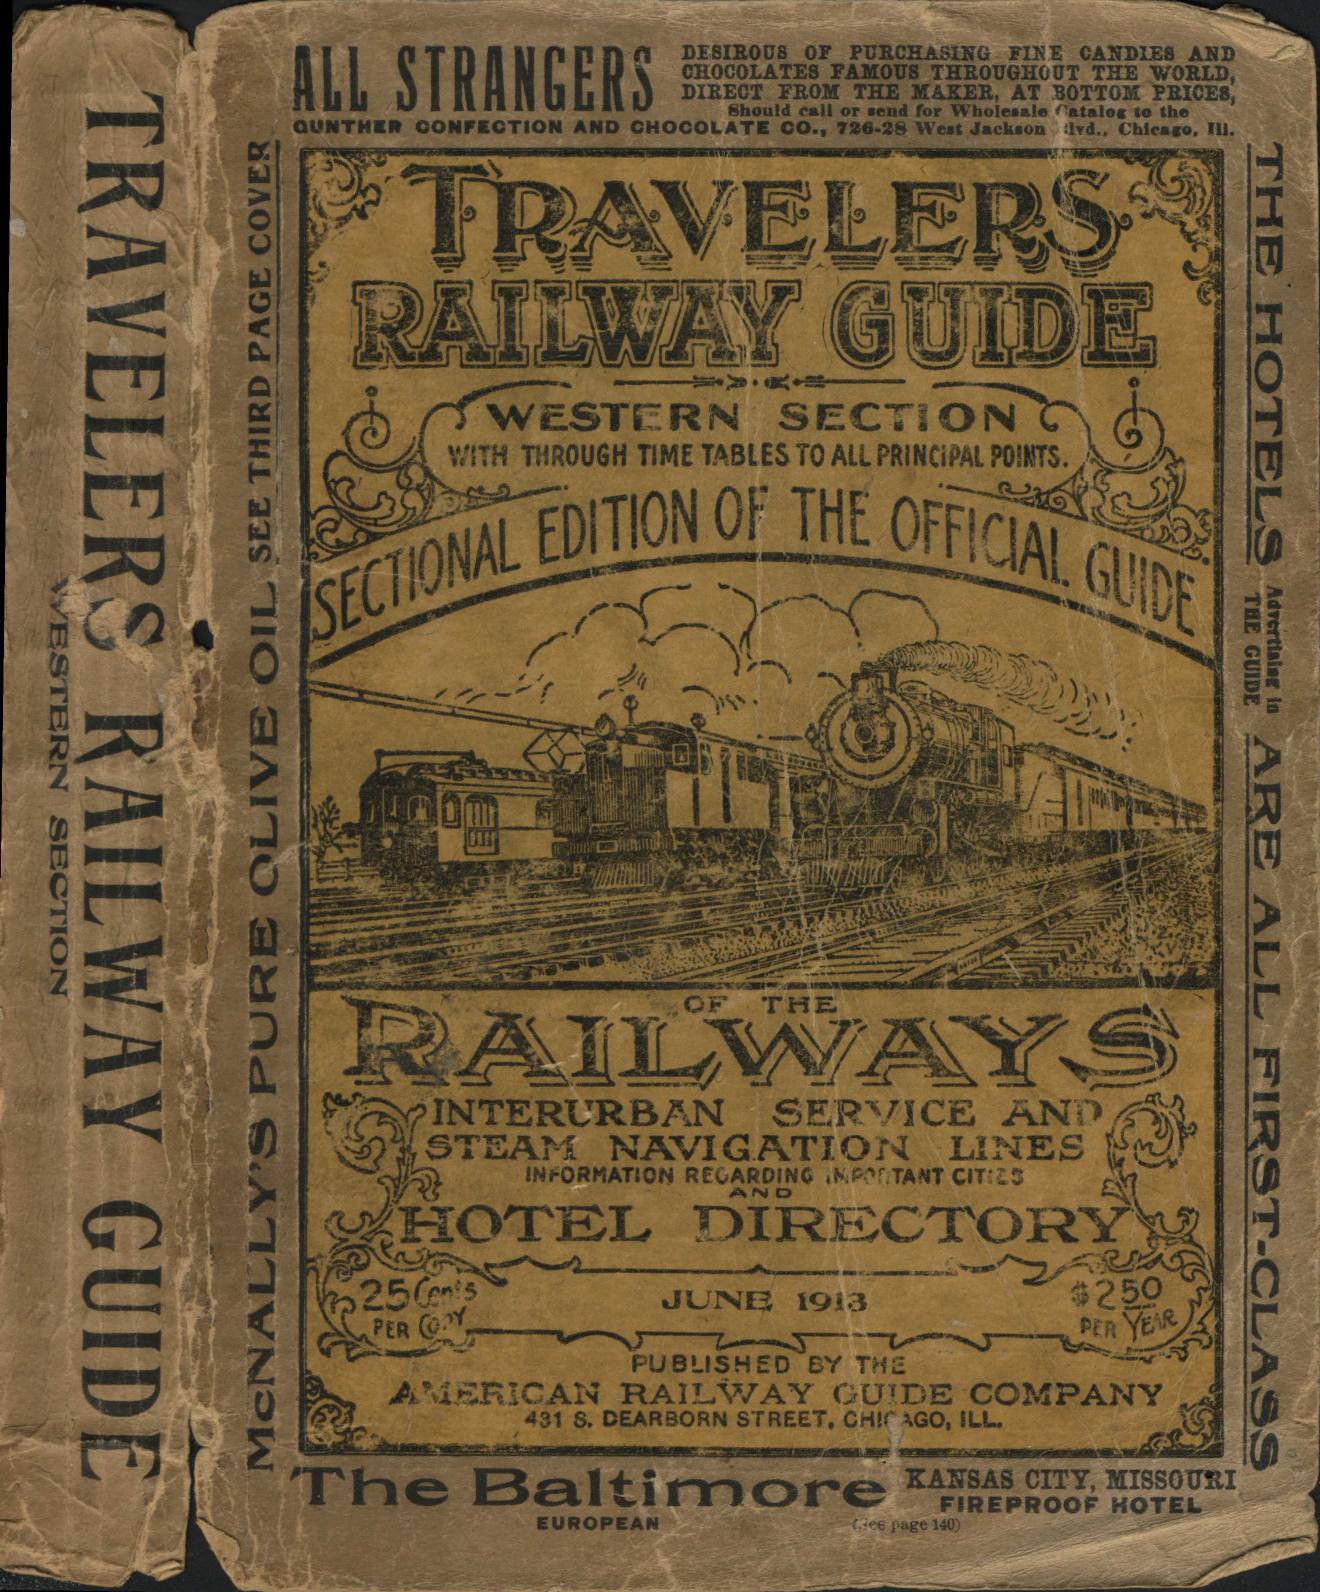 TRAVELERS RAILWAY GUIDE
WESTERN SECTION
ALL STRANGERS
DESIROUS OF PURCHASING FINE CANDIES AND
CHOCOLATES FAMOUS THROUGHOUT THE WORLD,
DIRECT FROM THE MAKER, AT BOTTOM PRICES,
Should call or send for Wholesale Catalog to the
GUNTHER CONFECTION AND CHOCOLATE CO., 726-28 West Jackson Blvd., Chicago, Ill.
McNALLY'S PURE OLIVE OIL SEE THIRD PAGE COVER
TRAVELERS
RAILWAY GUIDE
WESTERN SECTION
WITH THROUGH TIME TABLES TO ALL PRINCIPAL POINTS.
SECTIONAL EDITION OF THE OFFICIAL GUIDE
OF THE
RAILWAYS
INTERURBAN SERVICE AND
STEAM NAVIGATION LINES
INFORMATION REGARDING IMPORTANT CITIES
AND
HOTEL DIRECTORY
25 Cents
PER COPY
JUNE 1913
$2.50
PER YEAR
PUBLISHED BY THE
AMERICAN RAILWAY GUIDE COMPANY
431 S. DEARBORN STREET, CHICAGO, ILL.
THE HOTELS Advertising in THE GUIDE ARE ALL FIRST-CLASS
The Baltimore
EUROPEAN
KANSAS CITY, MISSOURI
FIREPROOF HOTEL
(See page 140)